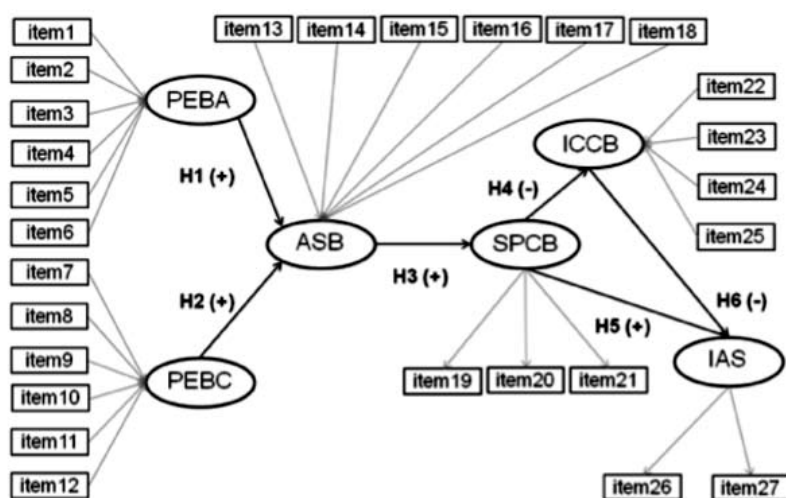 item1
item2
item3
item4
item5
item6
item7
item8
item9
item10
item11
item12
item13
item14
item15
item16
item17
item18
PEBA
PEBC
H1 (+)
H2 (+)
ASB
H3 (+)
SPCB
H4 (-)
ICCB
item22
item23
item24
item25
H5 (+)
H6 (-)
IAS
item19
item20
item21
item26
item27